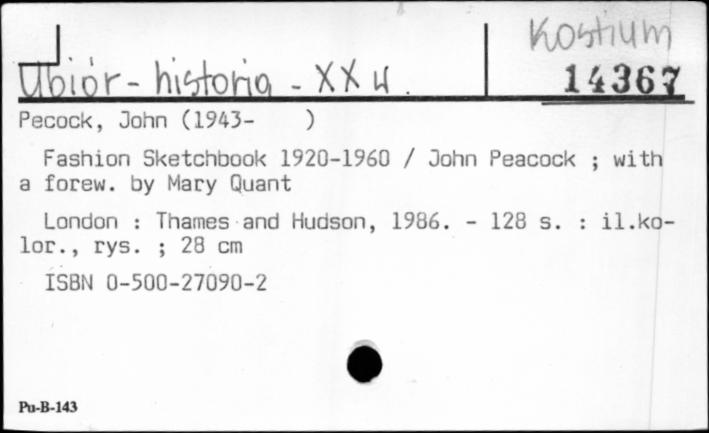 Kostium
Ubiór - historia - XX w.
14367
Pecock, John (1943-     )
Fashion Sketchbook 1920-1960 / John Peacock ; with
a forew. by Mary Quant
London : Thames and Hudson, 1986. - 128 s. : il.ko-
lor., rys. ; 28 cm
ISBN 0-500-27090-2
Pu-B-143